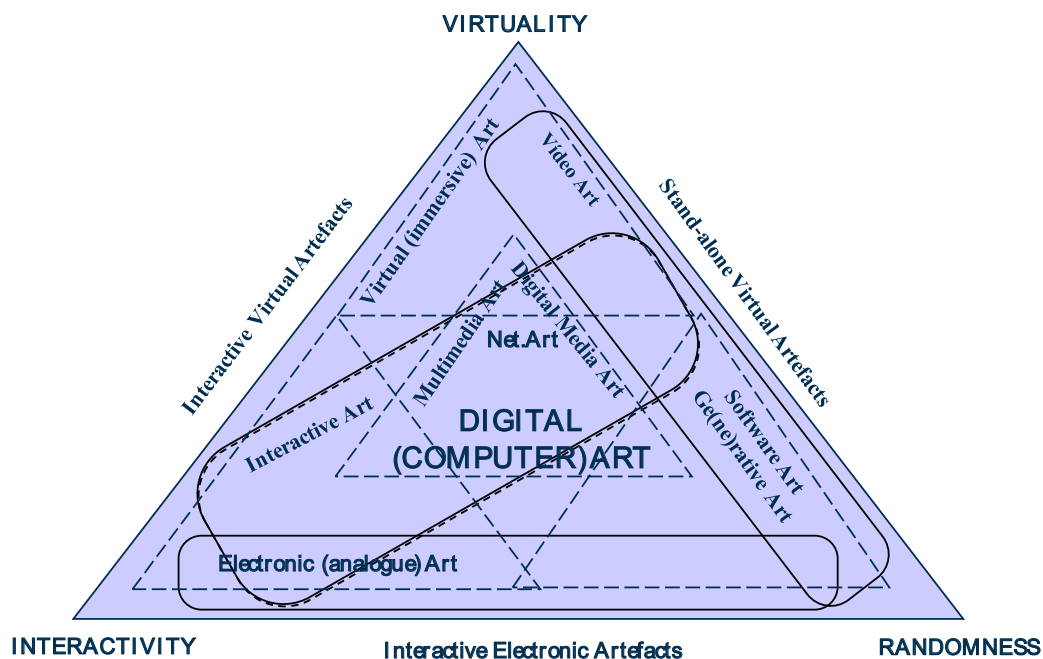 VIRTUALITY
Virtual (immersive) Art
Vídeo Art
Interactive Virtual Artefacts
Stand-alone Virtual Artefacts
Multimedia Art
Digital Media Art
Net.Art
Interactive Art
Software Art
Ge(ne)rative Art
DIGITAL
(COMPUTER)ART
Electronic (analogue) Art
INTERACTIVITY
Interactive Electronic Artefacts
RANDOMNESS